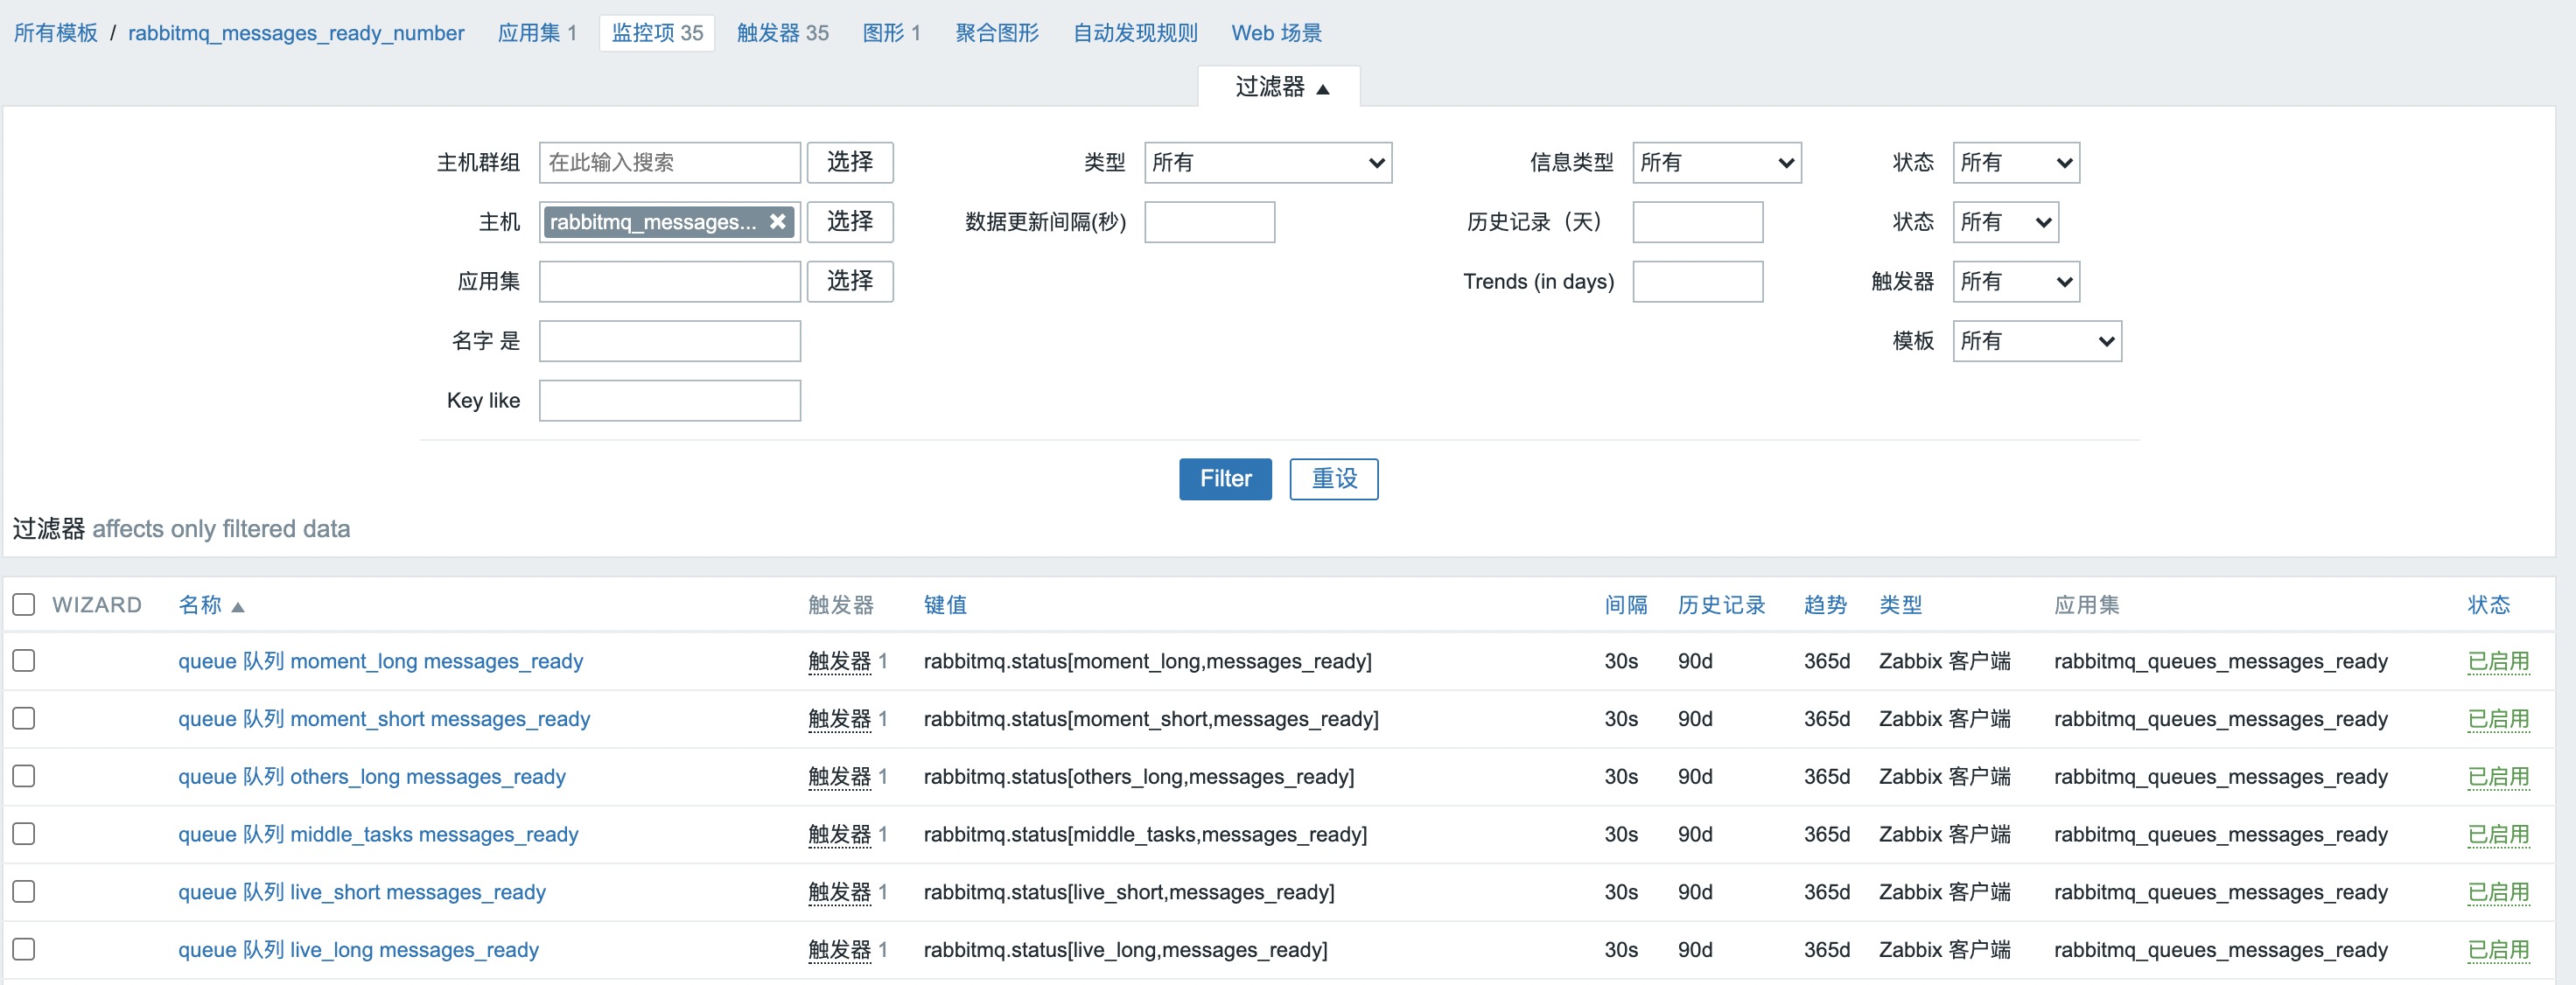 所有模板 / rabbitmq_messages_ready_number 应用集 1 监控项 35 触发器 35 图形 1 聚合图形 自动发现规则 Web 场景
过滤器 ▲
主机群组 在此输入搜索 选择 类型 所有 信息类型 所有 状态 所有
主机 rabbitmq_messages... 选择 数据更新间隔(秒) 历史记录（天） 状态 所有
应用集 选择 Trends (in days) 触发器 所有
名字 是 模板 所有
Key like
Filter 重设
过滤器 affects only filtered data
WIZARD 名称 ▲ 触发器 键值 间隔 历史记录 趋势 类型 应用集 状态
queue 队列 moment_long messages_ready 触发器 1 rabbitmq.status[moment_long,messages_ready] 30s 90d 365d Zabbix 客户端 rabbitmq_queues_messages_ready 已启用
queue 队列 moment_short messages_ready 触发器 1 rabbitmq.status[moment_short,messages_ready] 30s 90d 365d Zabbix 客户端 rabbitmq_queues_messages_ready 已启用
queue 队列 others_long messages_ready 触发器 1 rabbitmq.status[others_long,messages_ready] 30s 90d 365d Zabbix 客户端 rabbitmq_queues_messages_ready 已启用
queue 队列 middle_tasks messages_ready 触发器 1 rabbitmq.status[middle_tasks,messages_ready] 30s 90d 365d Zabbix 客户端 rabbitmq_queues_messages_ready 已启用
queue 队列 live_short messages_ready 触发器 1 rabbitmq.status[live_short,messages_ready] 30s 90d 365d Zabbix 客户端 rabbitmq_queues_messages_ready 已启用
queue 队列 live_long messages_ready 触发器 1 rabbitmq.status[live_long,messages_ready] 30s 90d 365d Zabbix 客户端 rabbitmq_queues_messages_ready 已启用